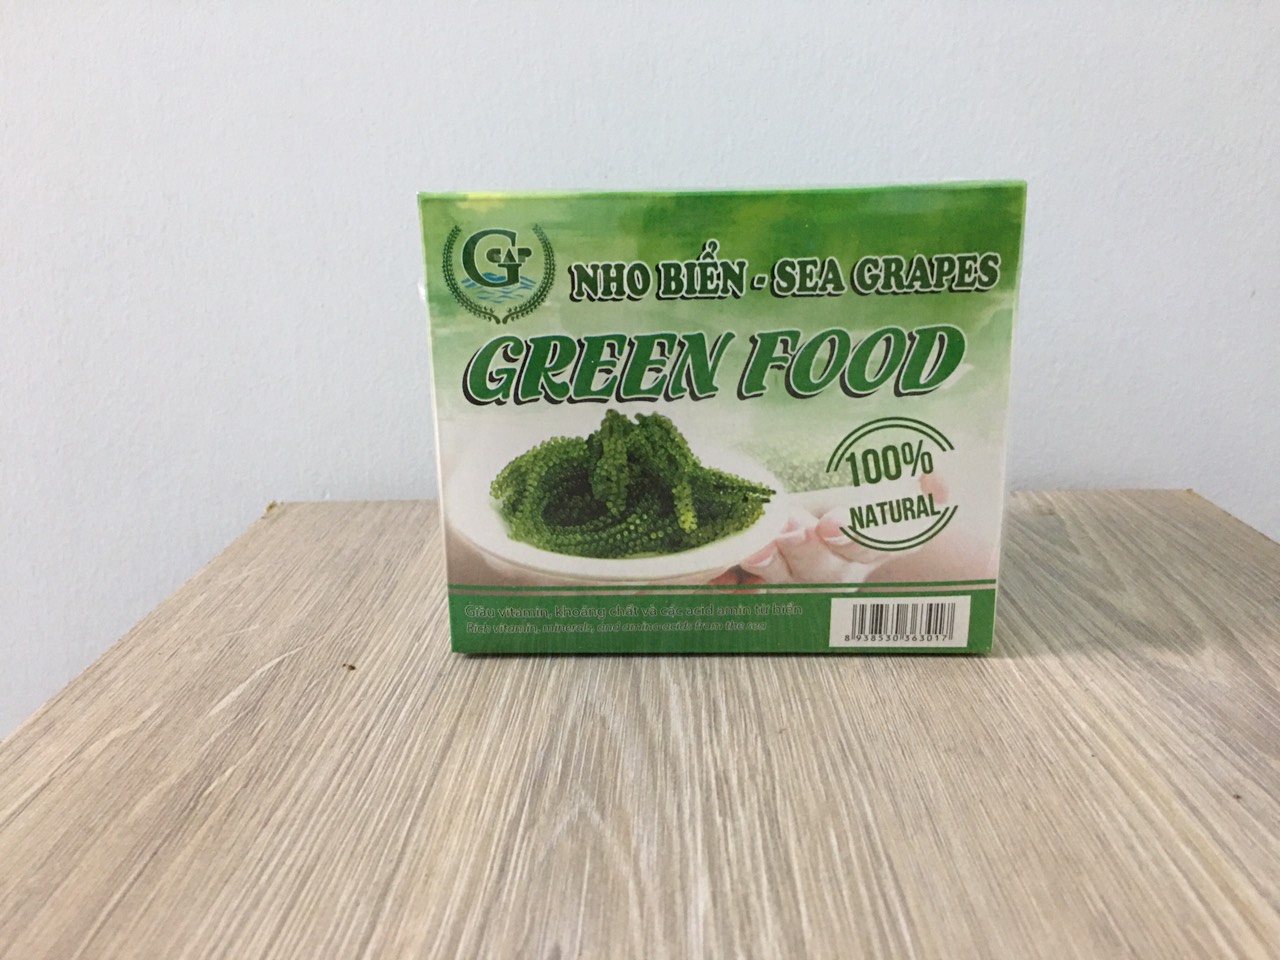 G CAP
NHO BIỂN - SEA GRAPES
GREEN FOOD
100%
NATURAL
Giàu vitamin, khoáng chất và các acid amin từ biển
Rich vitamin, minerals, and amino acids from the sea
8 938530 363017